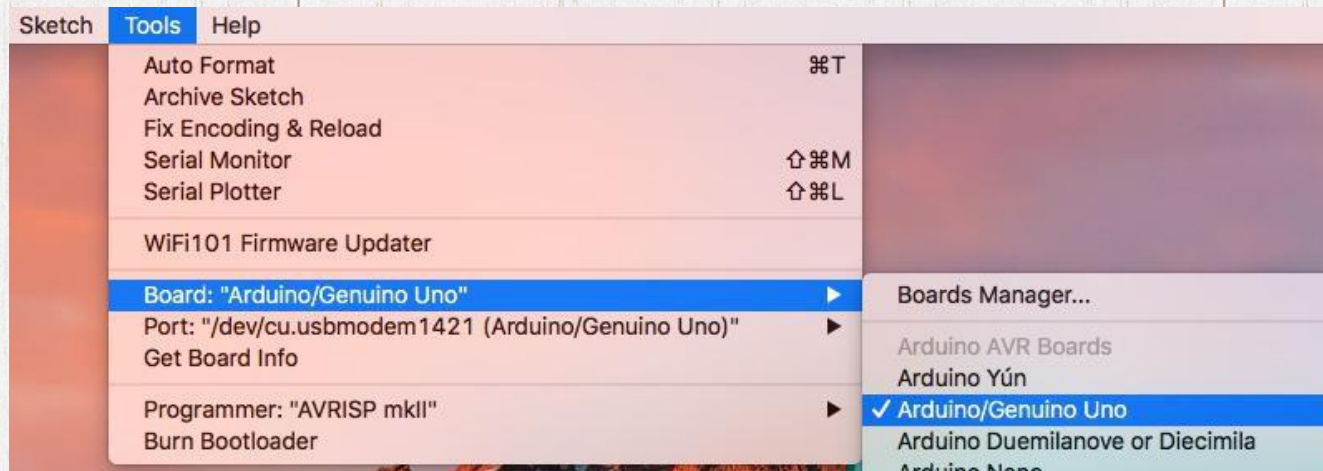 Sketch Tools Help
Auto Format ⌘T
Archive Sketch
Fix Encoding & Reload
Serial Monitor ⇧⌘M
Serial Plotter ⇧⌘L
WiFi101 Firmware Updater
Board: "Arduino/Genuino Uno" ▶
Port: "/dev/cu.usbmodem1421 (Arduino/Genuino Uno)" ▶
Get Board Info
Programmer: "AVRISP mkII" ▶
Burn Bootloader
Boards Manager...
Arduino AVR Boards
Arduino Yún
✓ Arduino/Genuino Uno
Arduino Duemilanove or Diecimila
Arduino Nano